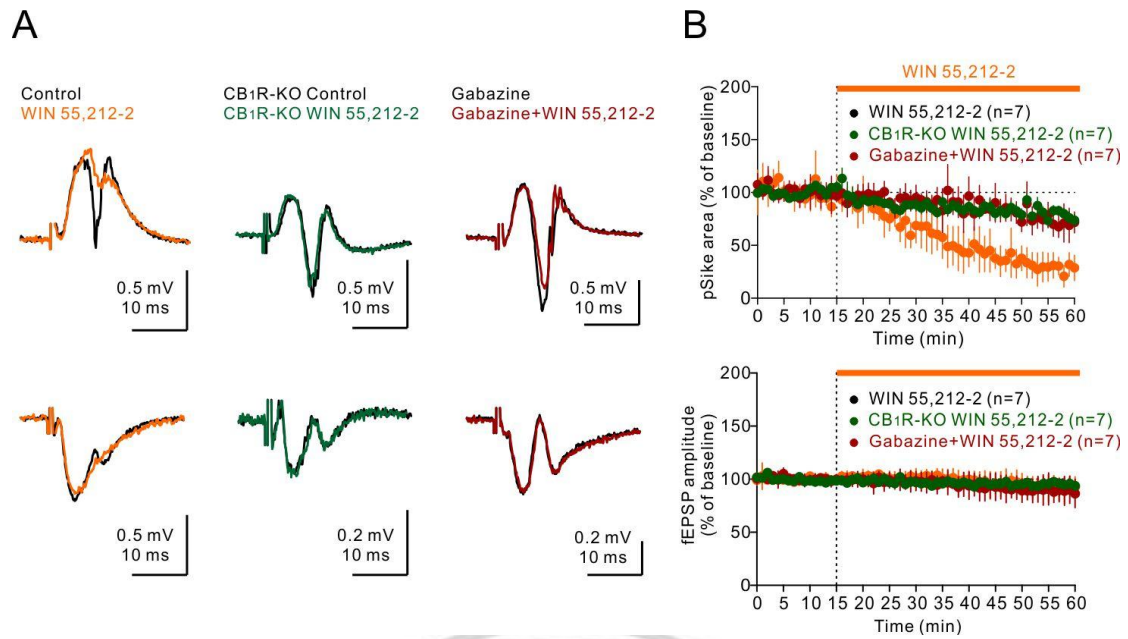 A
Control
WIN 55,212-2
CB1R-KO Control
CB1R-KO WIN 55,212-2
Gabazine
Gabazine+WIN 55,212-2
0.5 mV
10 ms
0.5 mV
10 ms
0.5 mV
10 ms
0.5 mV
10 ms
0.2 mV
10 ms
0.2 mV
10 ms
B
WIN 55,212-2
200
150
100
50
0
pSike area (% of baseline)
WIN 55,212-2 (n=7)
CB1R-KO WIN 55,212-2 (n=7)
Gabazine+WIN 55,212-2 (n=7)
0 5 10 15 20 25 30 35 40 45 50 55 60
Time (min)
200
150
100
50
0
fEPSP amplitude
(% of baseline)
WIN 55,212-2 (n=7)
CB1R-KO WIN 55,212-2 (n=7)
Gabazine+WIN 55,212-2 (n=7)
0 5 10 15 20 25 30 35 40 45 50 55 60
Time (min)